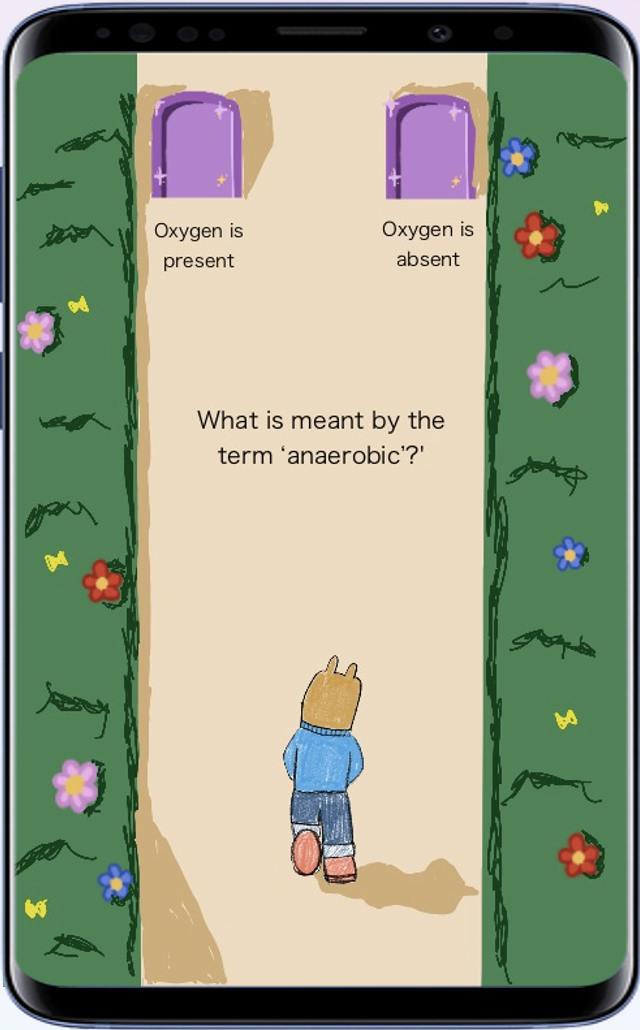 Oxygen is
present
Oxygen is
absent
What is meant by the
term ‘anaerobic’?'